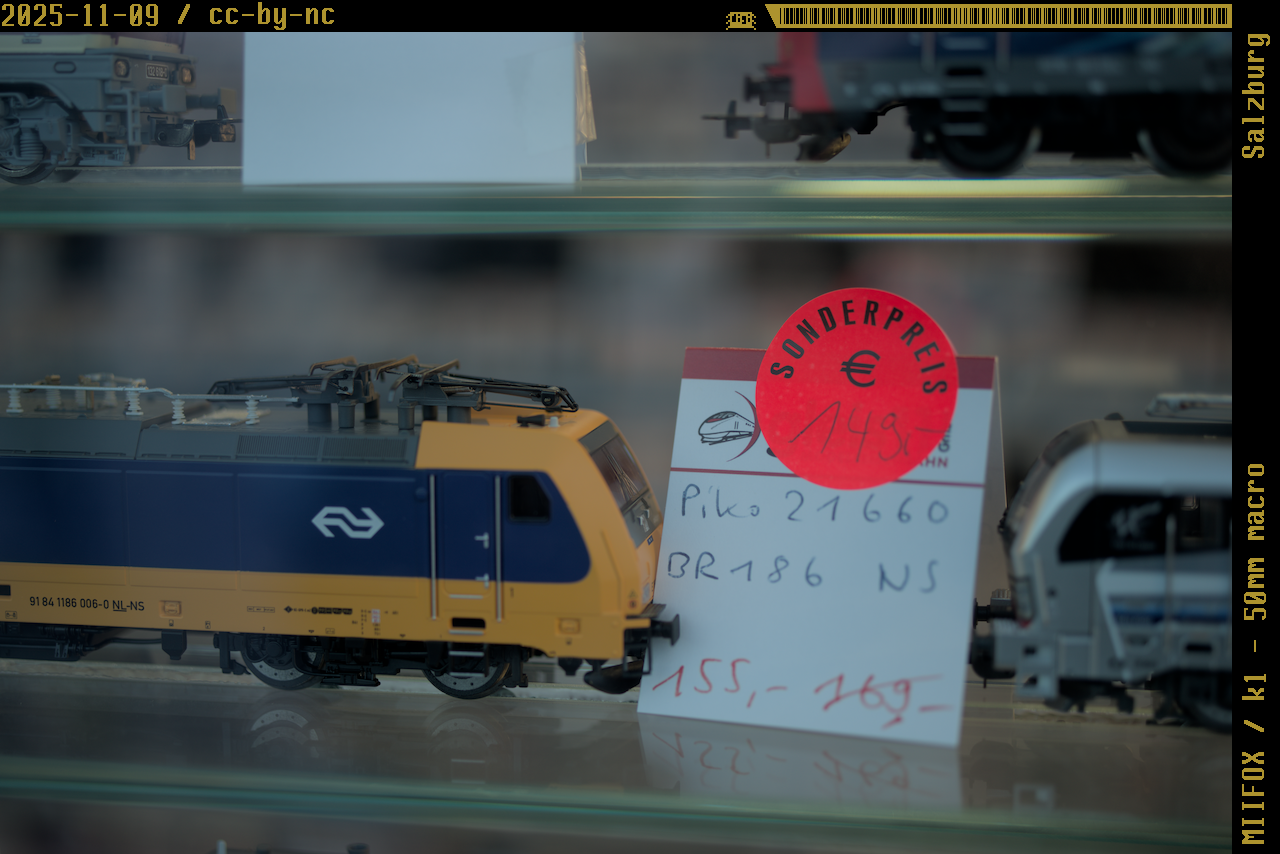 2025-11-09 / cc-by-nc
Salzburg
MIIFOX / k1 - 50mm macro
SONDERPREIS
€
149,-
Piko 21660
BR186 NS
155,- 169,-
91 84 1186 006-0 NL-NS